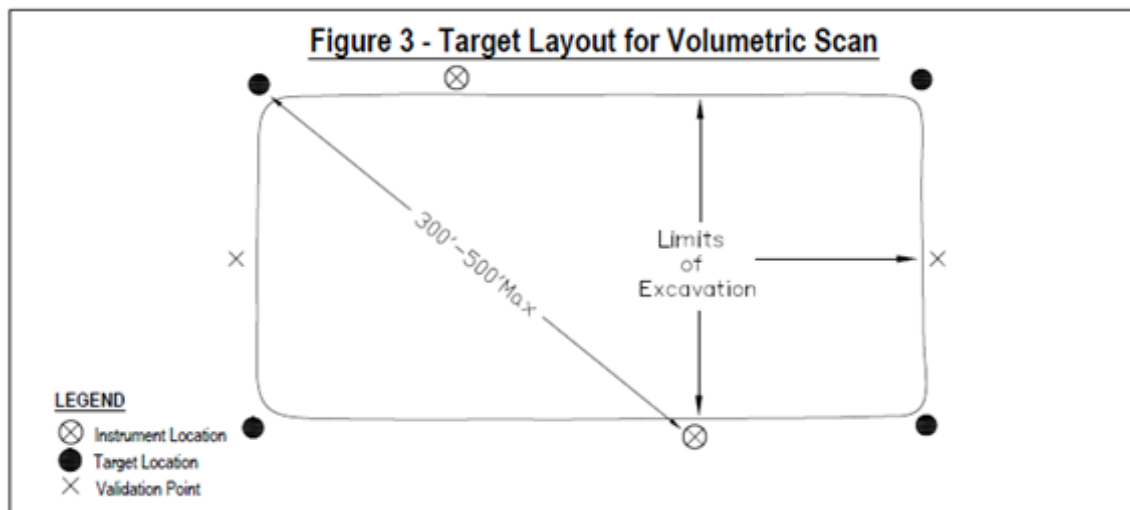 Figure 3 - Target Layout for Volumetric Scan
300'-500'Max
Limits
of
Excavation
LEGEND
Instrument Location
Target Location
Validation Point